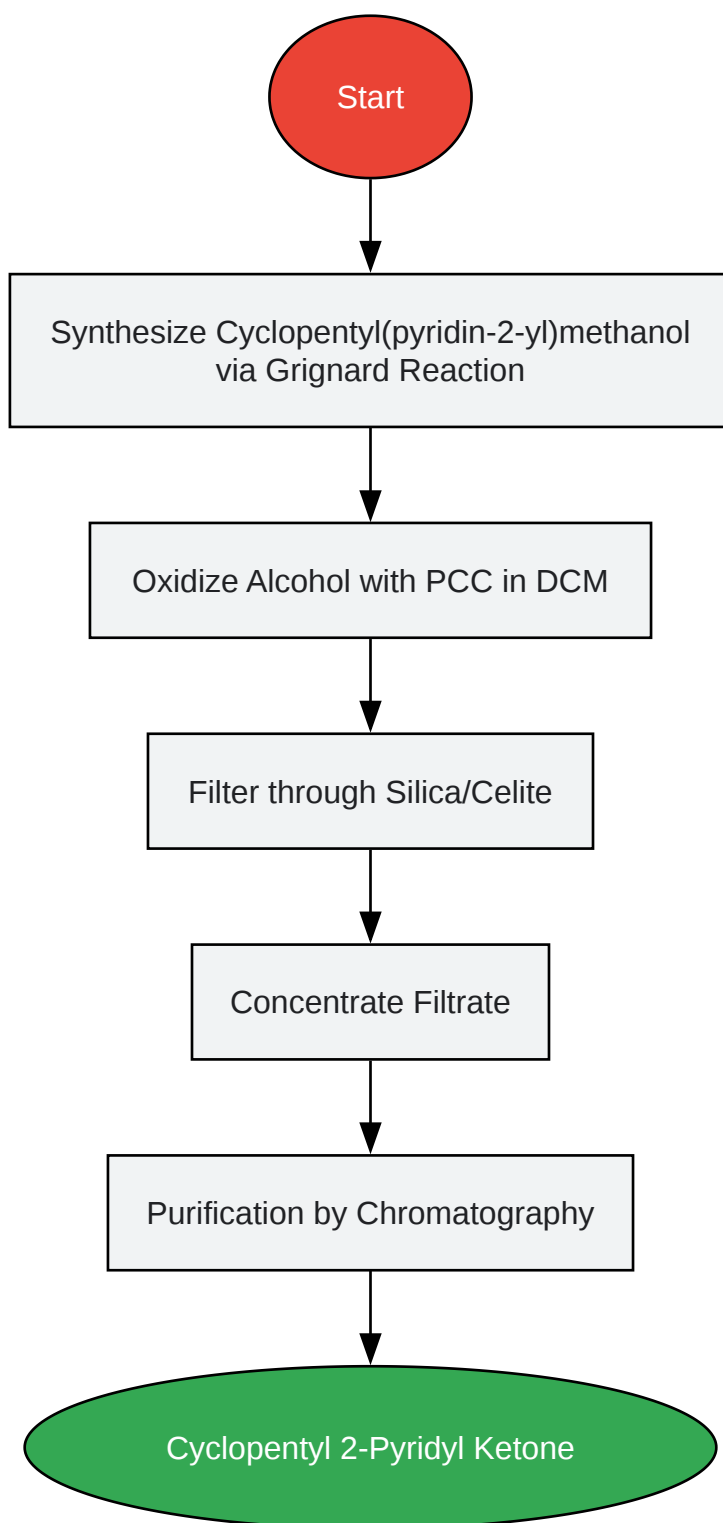 Start
Synthesize Cyclopentyl(pyridin-2-yl)methanol
via Grignard Reaction
Oxidize Alcohol with PCC in DCM
Filter through Silica/Celite
Concentrate Filtrate
Purification by Chromatography
Cyclopentyl 2-Pyridyl Ketone